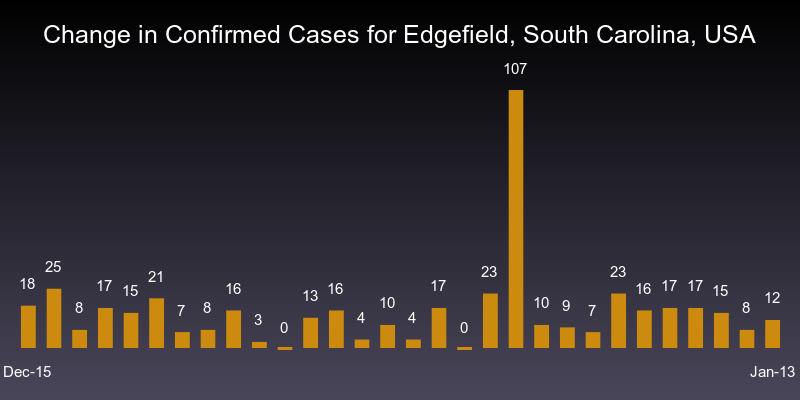 Change in Confirmed Cases for Edgefield, South Carolina, USA
107
25
18 8 17 15 21 7 8 16 3 0 13 16 4 10 4 17 0 23 10 9 7 23 16 17 17 15 8 12
Dec-15 Jan-13